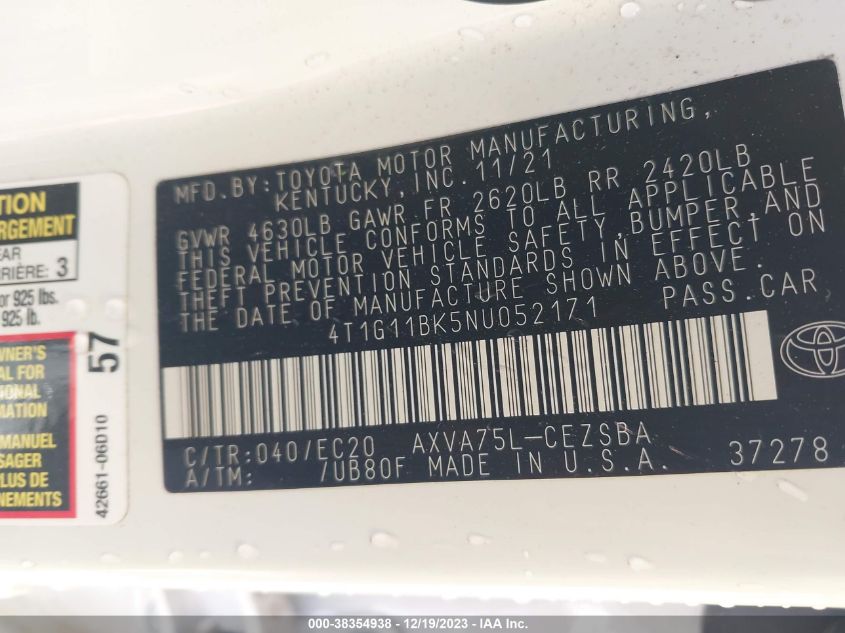 TION
RGEMENT
EAR
RRIÈRE: 3
or 925 lbs.
925 lb.
57
WNER'S
AL FOR
IONAL
MATION
MANUEL
SAGER
PLUS DE
NEMENTS
42661-06D10
MFD. BY: TOYOTA MOTOR MANUFACTURING,
KENTUCKY, INC. 11/21
GVWR 4630LB GAWR FR 2620LB RR 2420LB
THIS VEHICLE CONFORMS TO ALL APPLICABLE
FEDERAL MOTOR VEHICLE SAFETY, BUMPER, AND
THEFT PREVENTION STANDARDS IN EFFECT ON
THE DATE OF MANUFACTURE SHOWN ABOVE.
4T1G11BK5NU052171 PASS. CAR
C/TR: 040/EC20 AXVA75L-CEZSBA
A/TM: /UB80F MADE IN U.S.A. 37278
000-38354938 - 12/19/2023 - IAA Inc.